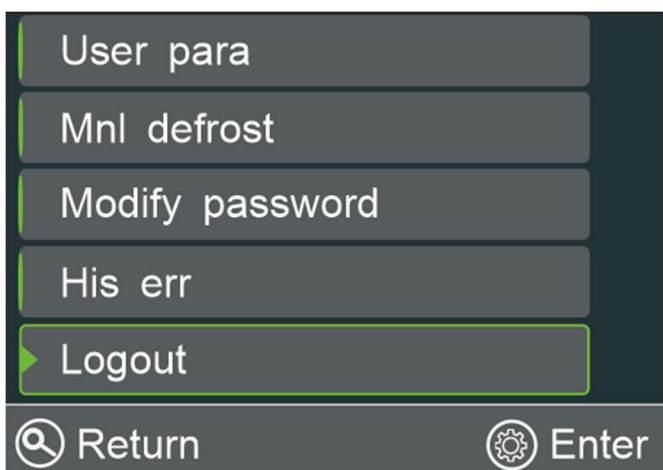 User para
Mnl defrost
Modify password
His err
Logout
Return Enter